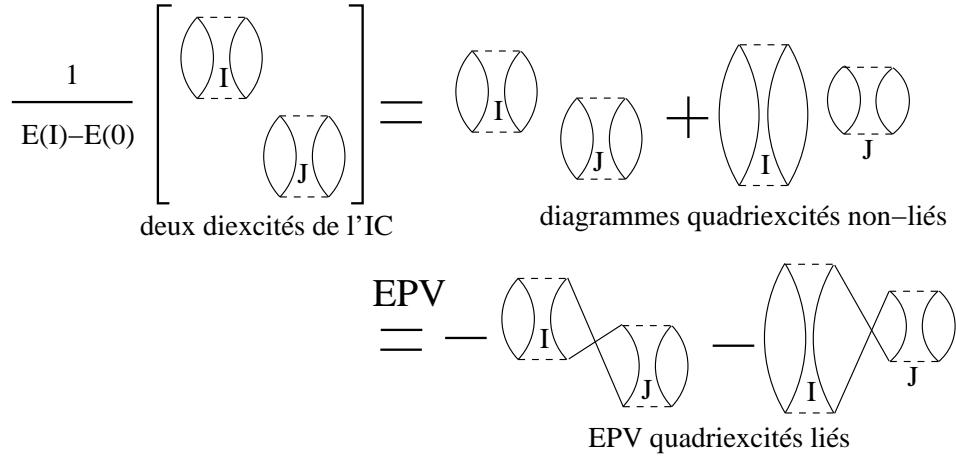 1
E(I)−E(0)
I
J
=
I
J
+
I
J
deux diexcités de l'IC
diagrammes quadriexcités non−liés
EPV
=
−
I
J
−
I
J
EPV quadriexcités liés